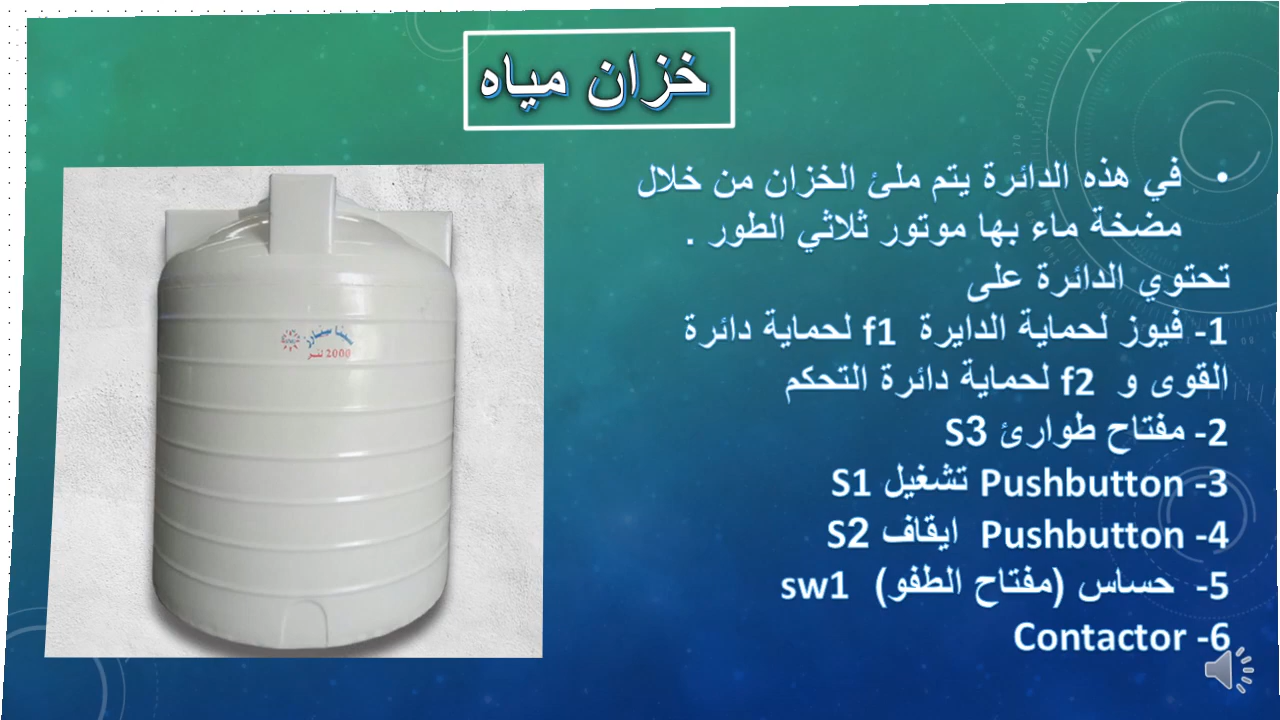 خزان مياه
• في هذه الدائرة يتم ملئ الخزان من خلال
مضخة ماء بها موتور ثلاثي الطور .
تحتوي الدائرة على
1- فيوز لحماية الدايرة f1 لحماية دائرة
القوى و f2 لحماية دائرة التحكم
2- مفتاح طوارئ S3
3- Pushbutton تشغيل S1
4- Pushbutton ايقاف S2
5- حساس (مفتاح الطفو) sw1
6- Contactor
2000 لتر